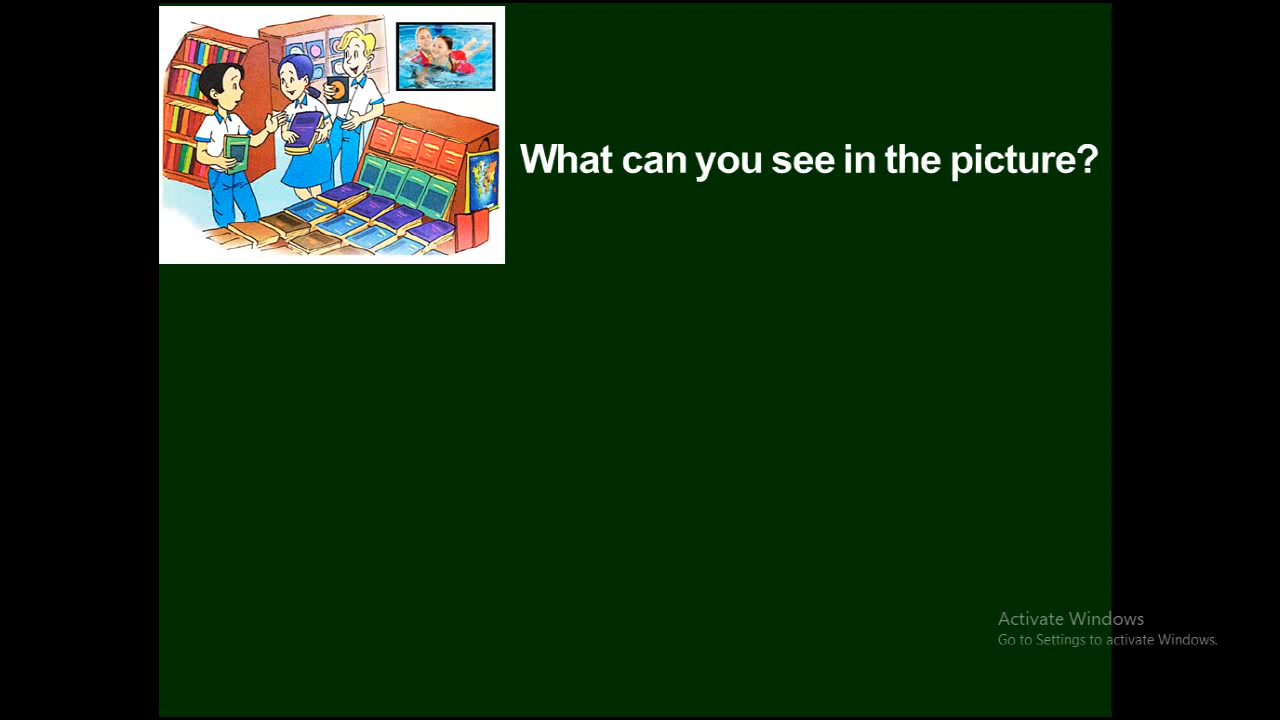 What can you see in the picture?
Activate Windows
Go to Settings to activate Windows.